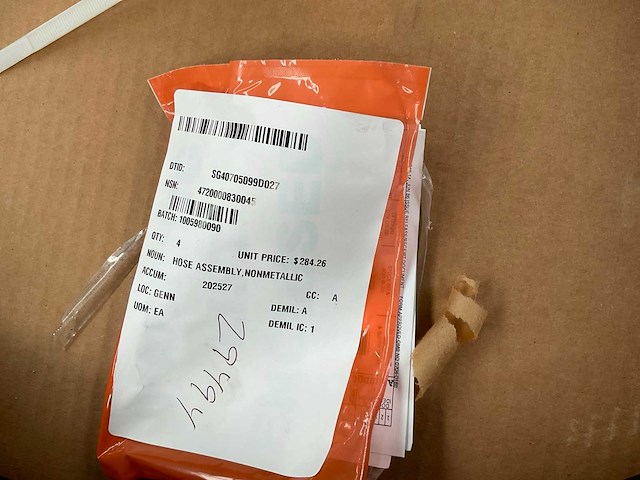 DTID: SG40705099D027
NSN: 4720000830045
BATCH: 1005980090
QTY: 4 UNIT PRICE: $284.26
NOUN: HOSE ASSEMBLY,NONMETALLIC
ACCUM: 202527 CC: A
LOC: GENN DEMIL: A
UOM: EA DEMIL IC: 1
29494